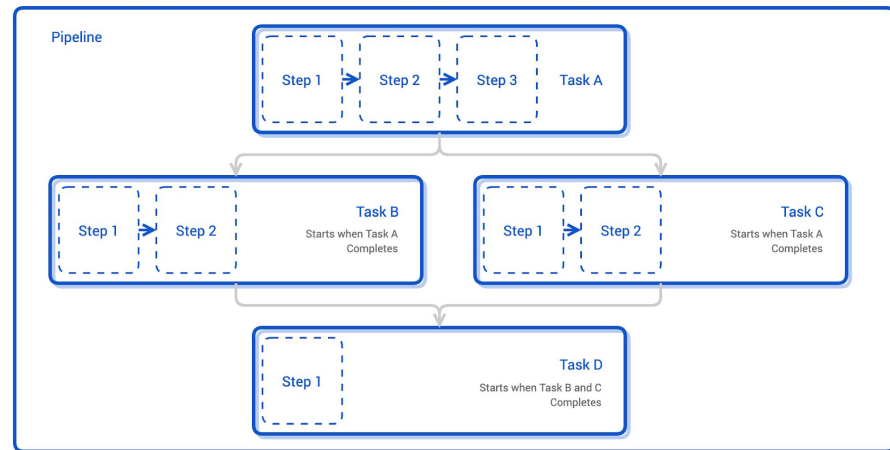 Pipeline
Step 1
Step 2
Step 3
Task A
Step 1
Step 2
Task B
Starts when Task A
Completes
Step 1
Step 2
Task C
Starts when Task A
Completes
Step 1
Task D
Starts when Task B and C
Completes